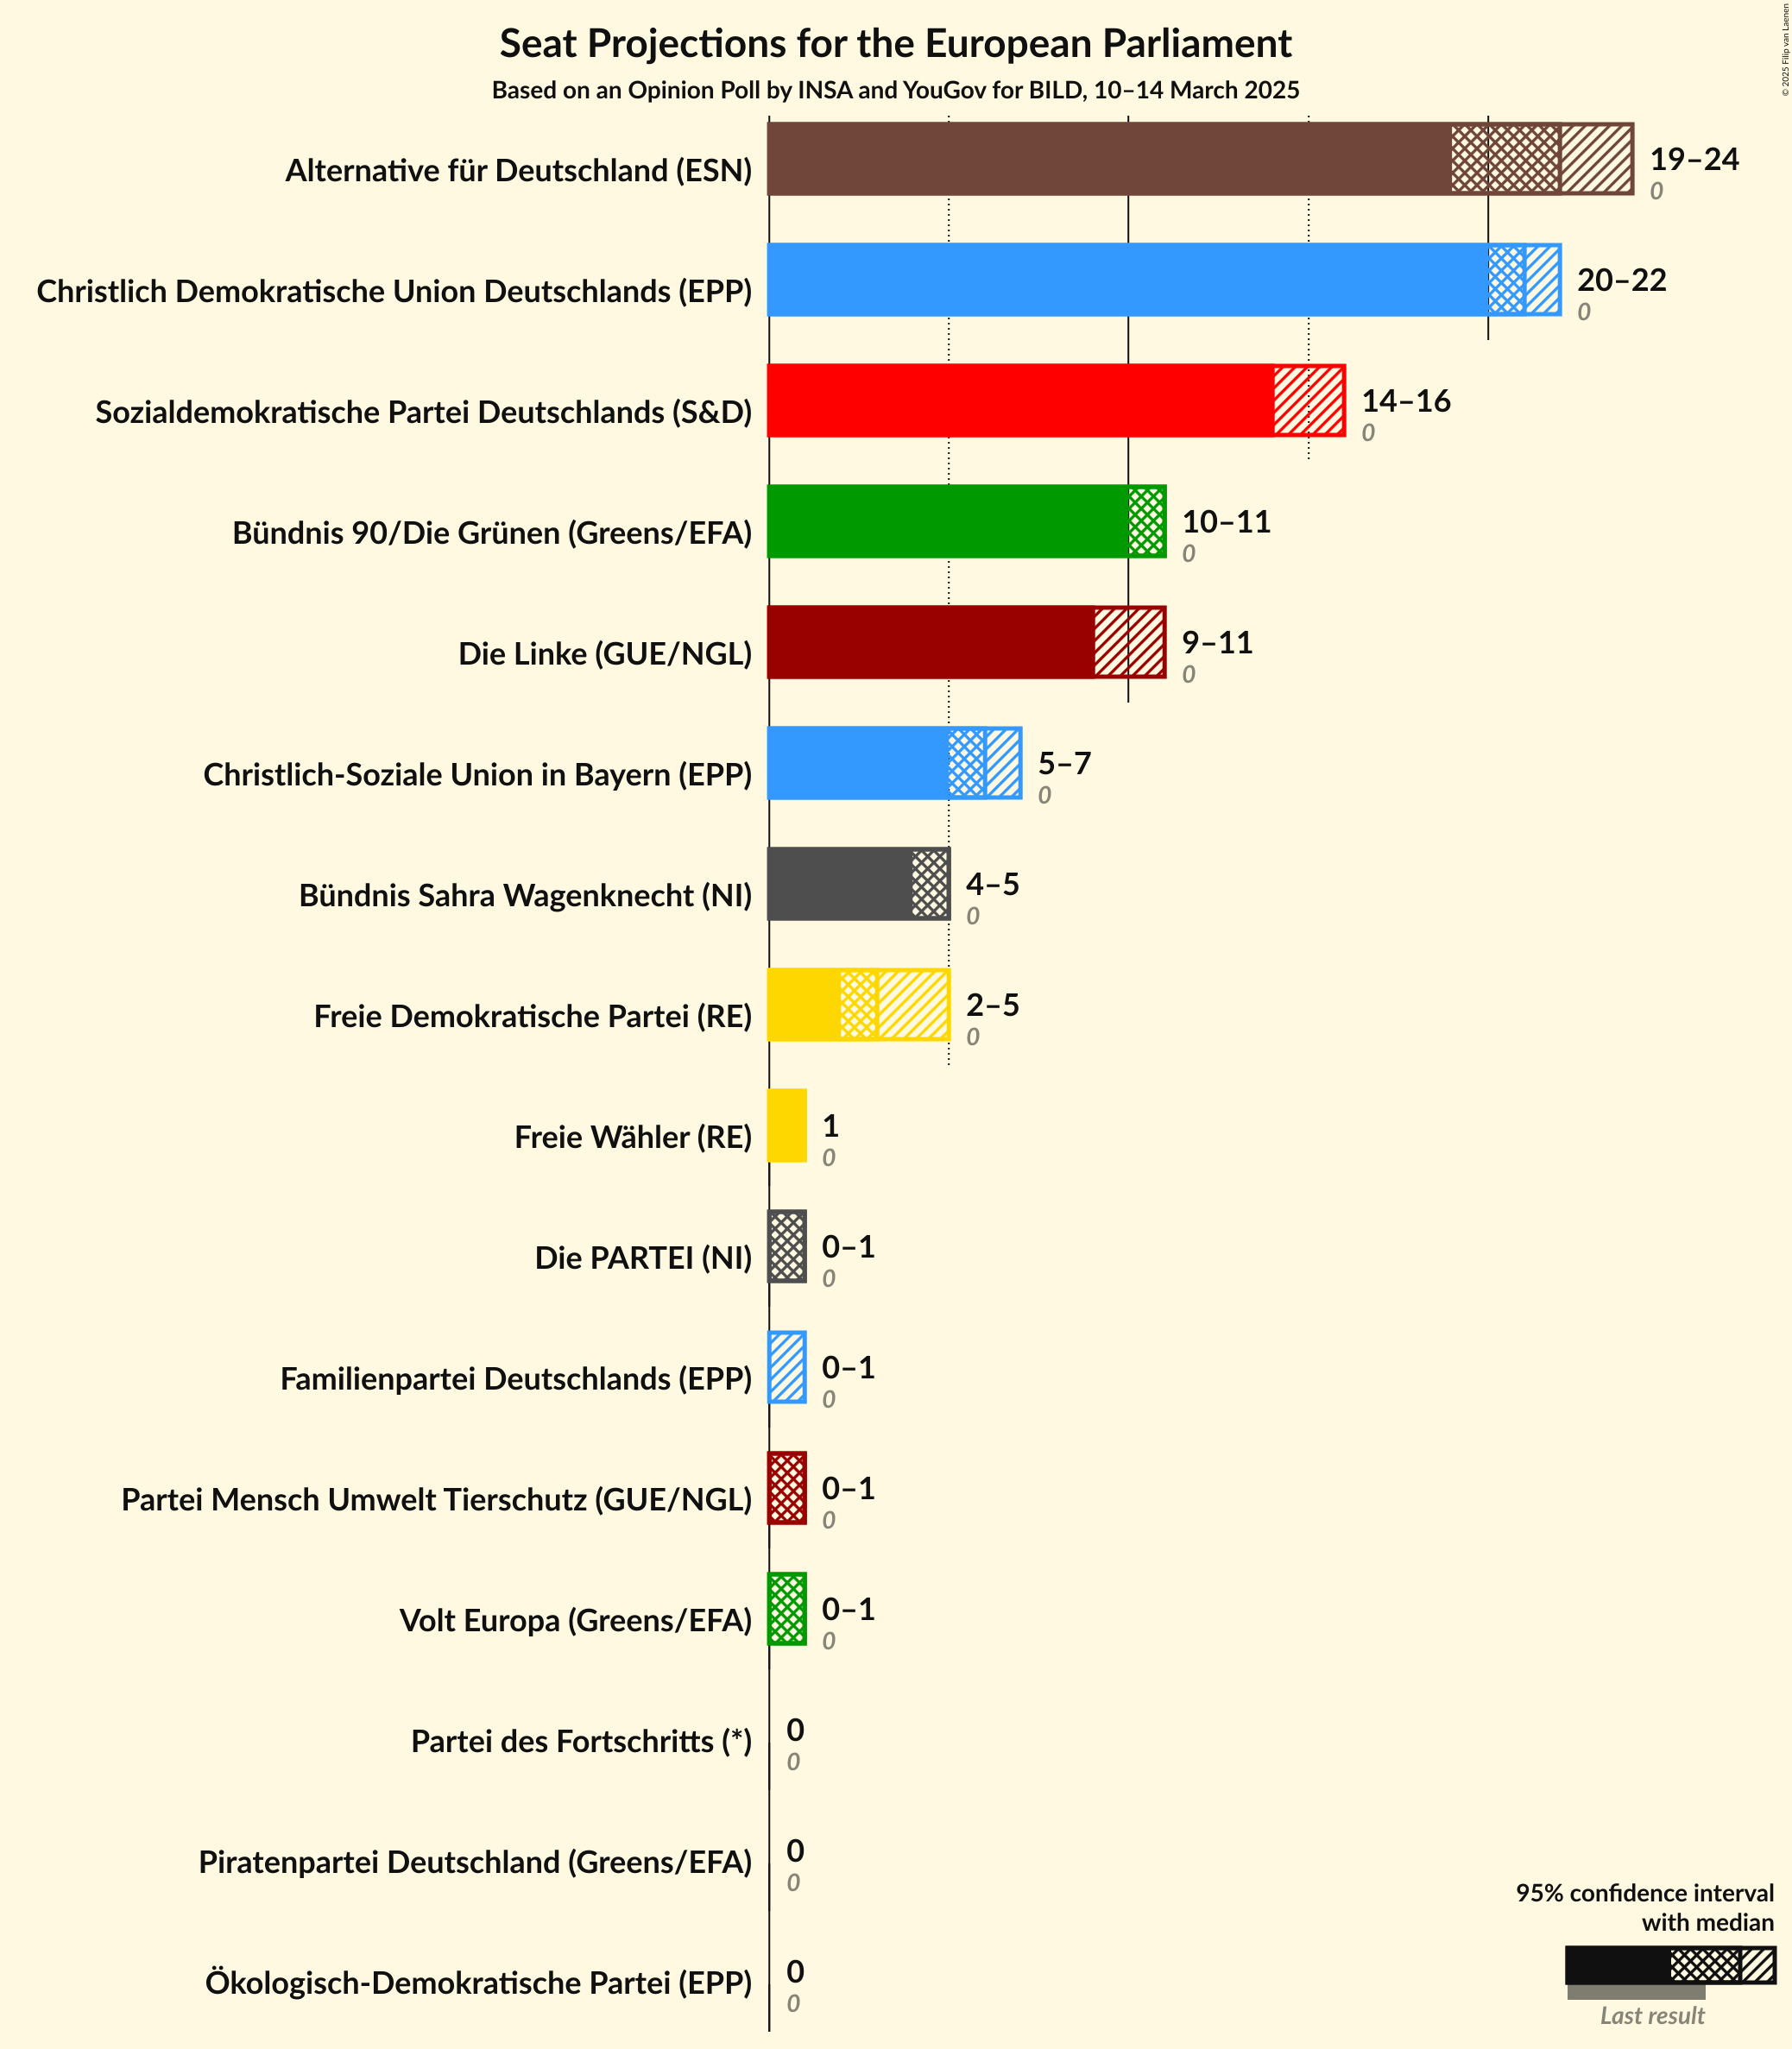 Seat Projections for the European Parliament
Based on an Opinion Poll by INSA and YouGov for BILD, 10–14 March 2025
© 2025 Filip van Laenen
Alternative für Deutschland (ESN)
19–24
0
Christlich Demokratische Union Deutschlands (EPP)
20–22
0
Sozialdemokratische Partei Deutschlands (S&D)
14–16
0
Bündnis 90/Die Grünen (Greens/EFA)
10–11
0
Die Linke (GUE/NGL)
9–11
0
Christlich-Soziale Union in Bayern (EPP)
5–7
0
Bündnis Sahra Wagenknecht (NI)
4–5
0
Freie Demokratische Partei (RE)
2–5
0
Freie Wähler (RE)
1
0
Die PARTEI (NI)
0–1
0
Familienpartei Deutschlands (EPP)
0–1
0
Partei Mensch Umwelt Tierschutz (GUE/NGL)
0–1
0
Volt Europa (Greens/EFA)
0–1
0
Partei des Fortschritts (*)
0
0
Piratenpartei Deutschland (Greens/EFA)
0
0
Ökologisch-Demokratische Partei (EPP)
0
0
95% confidence interval
with median
Last result